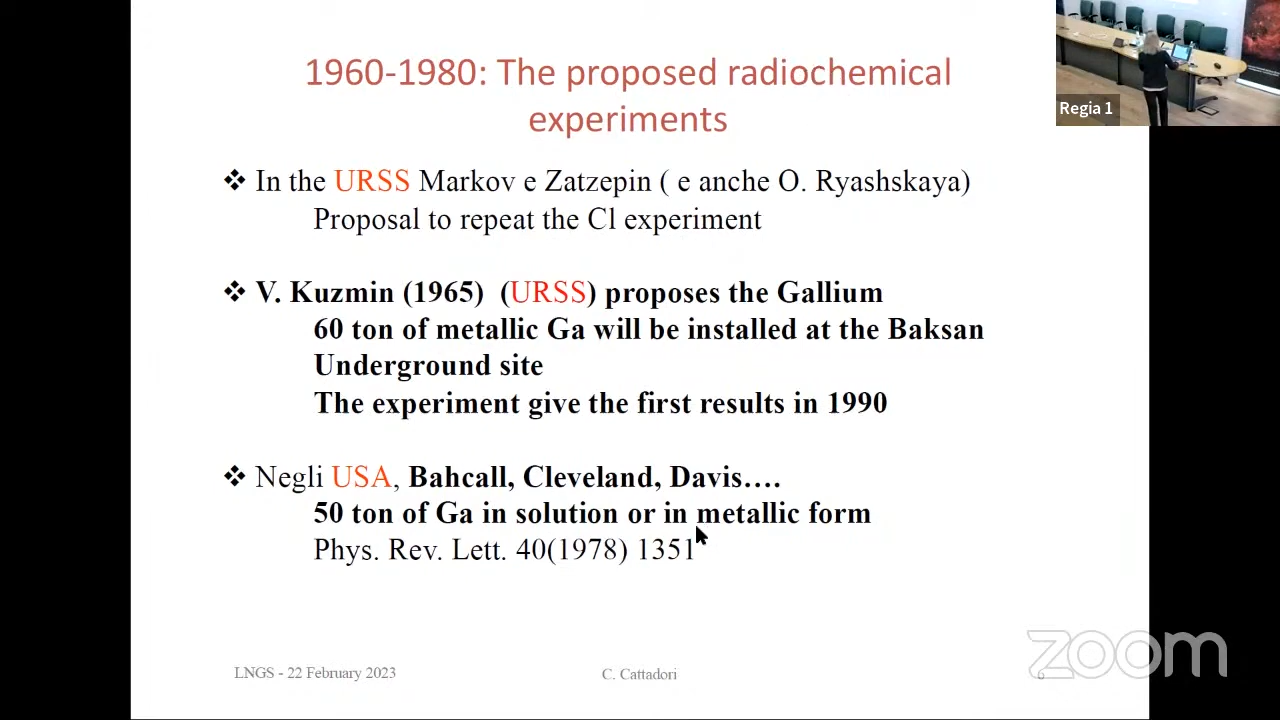 1960-1980: The proposed radiochemical
experiments
Regia 1
❖ In the URSS Markov e Zatzepin ( e anche O. Ryashskaya)
Proposal to repeat the Cl experiment
❖ V. Kuzmin (1965) (URSS) proposes the Gallium
60 ton of metallic Ga will be installed at the Baksan
Underground site
The experiment give the first results in 1990
❖ Negli USA, Bahcall, Cleveland, Davis….
50 ton of Ga in solution or in metallic form
Phys. Rev. Lett. 40(1978) 1351
LNGS - 22 February 2023
C. Cattadori
6
zoom